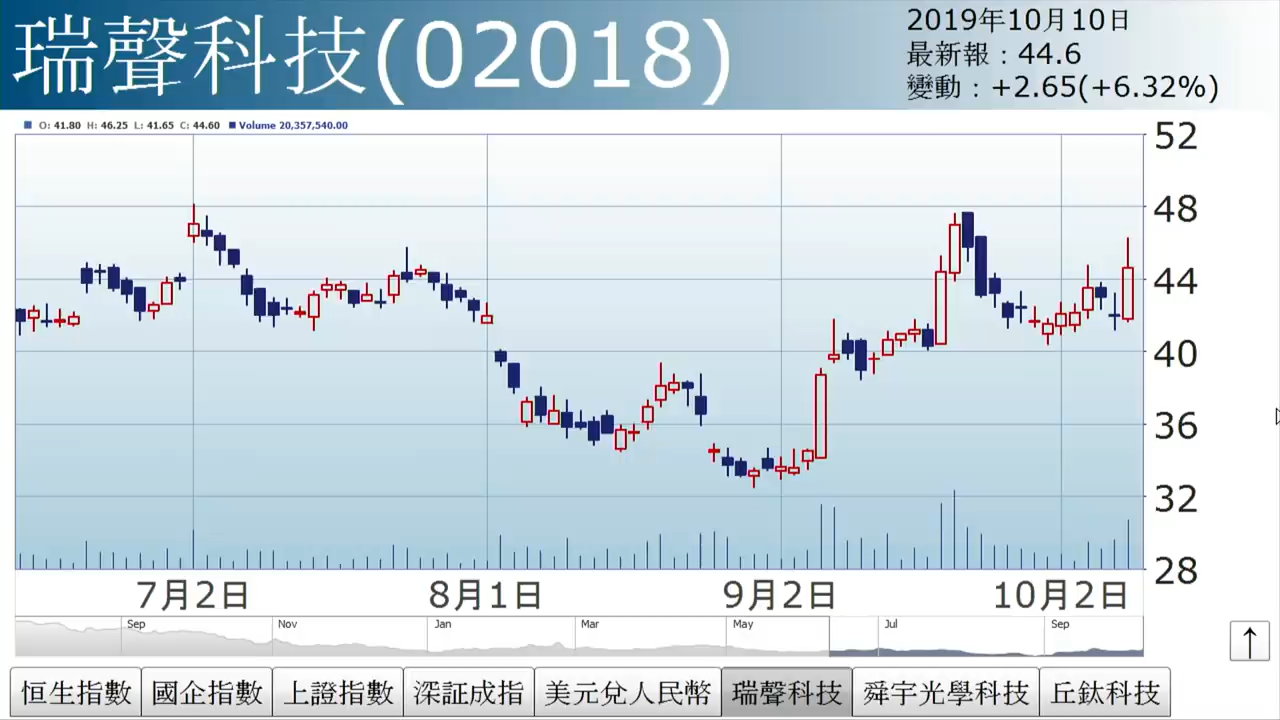 瑞聲科技(02018)
2019年10月10日
最新報：44.6
變動：+2.65(+6.32%)
O: 41.80 H: 46.25 L: 41.65 C: 44.60 Volume 20,357,540.00
52
48
44
40
36
32
28
7月2日 8月1日 9月2日 10月2日
Sep Nov Jan Mar May Jul Sep
↑
恒生指數 國企指數 上證指數 深証成指 美元兌人民幣 瑞聲科技 舜宇光學科技 丘鈦科技